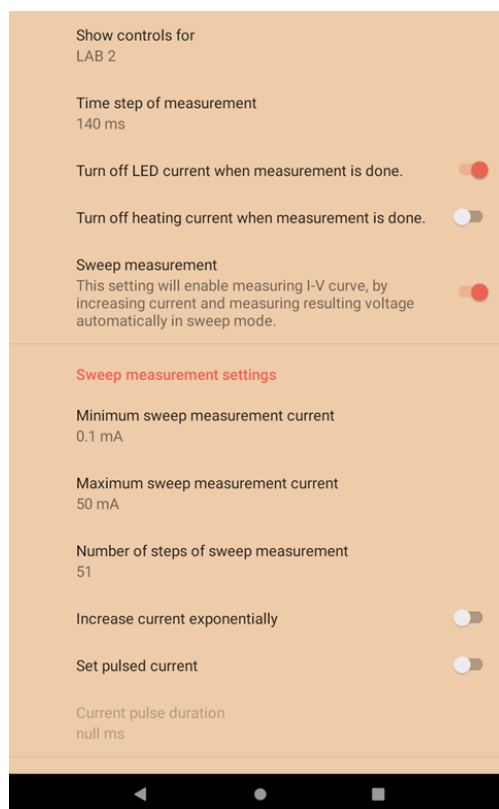 Show controls for
LAB 2
Time step of measurement
140 ms
Turn off LED current when measurement is done.
Turn off heating current when measurement is done.
Sweep measurement
This setting will enable measuring I-V curve, by
increasing current and measuring resulting voltage
automatically in sweep mode.
Sweep measurement settings
Minimum sweep measurement current
0.1 mA
Maximum sweep measurement current
50 mA
Number of steps of sweep measurement
51
Increase current exponentially
Set pulsed current
Current pulse duration
null ms